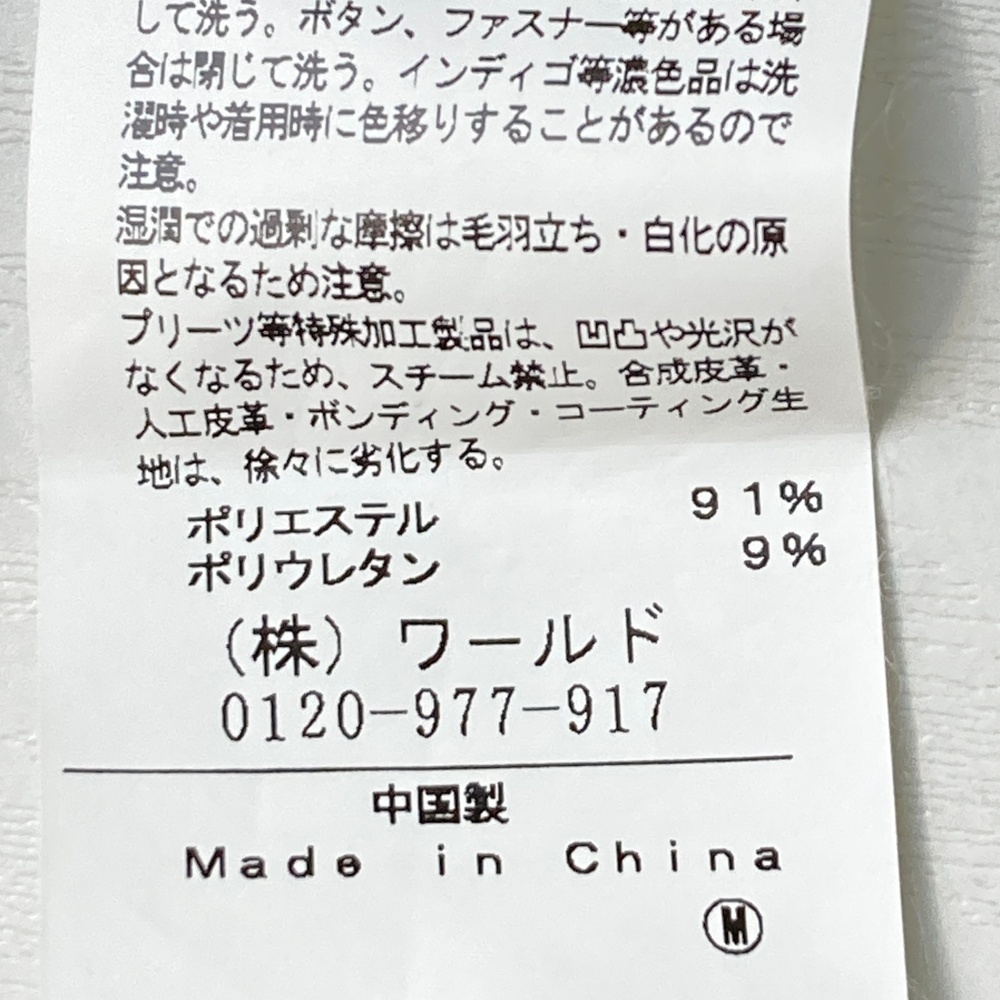 して洗う。ボタン、ファスナー等がある場
合は閉じて洗う。インディゴ等濃色品は洗
濯時や着用時に色移りすることがあるので
注意。
湿潤での過剰な摩擦は毛羽立ち・白化の原
因となるため注意。
プリーツ等特殊加工製品は、凹凸や光沢が
なくなるため、スチーム禁止。合成皮革・
人工皮革・ボンディング・コーティング生
地は、徐々に劣化する。
ポリエステル 91%
ポリウレタン 9%
（株）ワールド
0120-977-917
中国製
Made in China
M